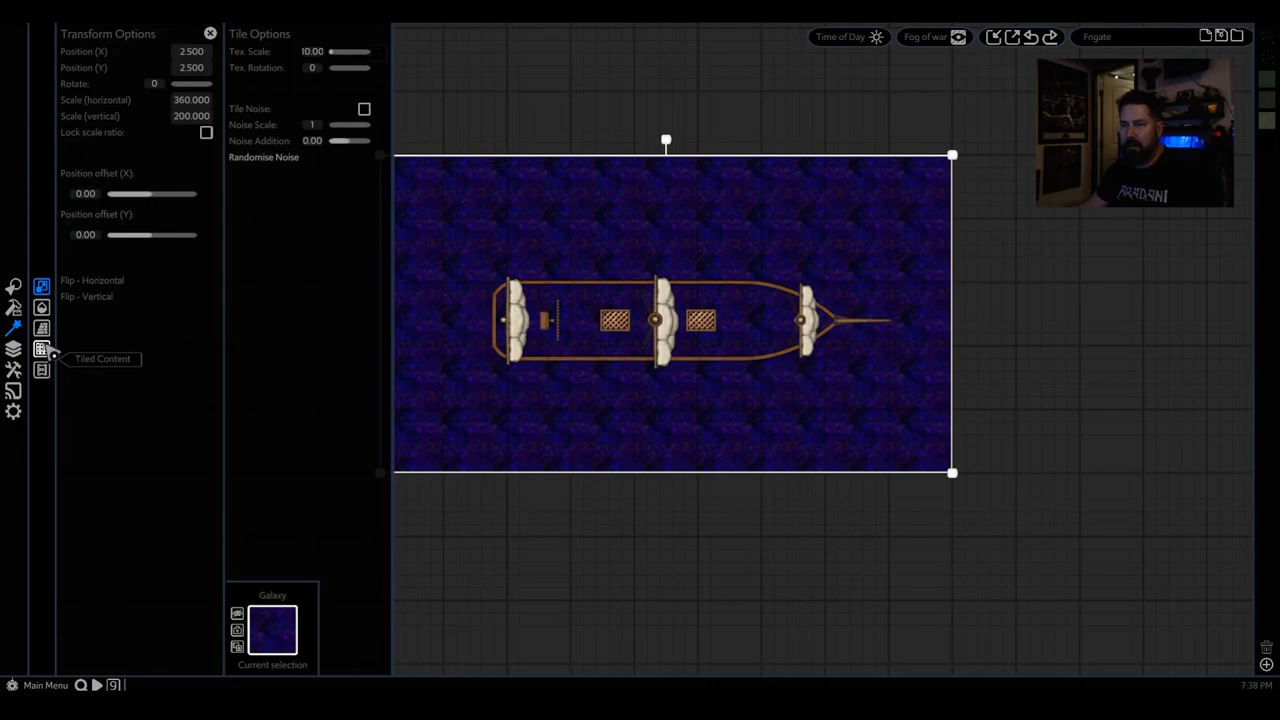 Transform Options
Position (X)
2.500
Position (Y)
2.500
Rotate:
0
Scale (horizontal)
360.000
Scale (vertical)
200.000
Lock scale ratio:
Position offset (X):
0.00
Position offset (Y):
0.00
Flip - Horizontal
Flip - Vertical
Tiled Content
Tile Options
Tex. Scale:
10.00
Tex. Rotation:
0
Tile Noise:
Noise Scale:
1
Noise Addition:
0.00
Randomise Noise
Galaxy
Current selection
Time of Day
Fog of war
Frigate
ARADANI
Main Menu
7:38 PM